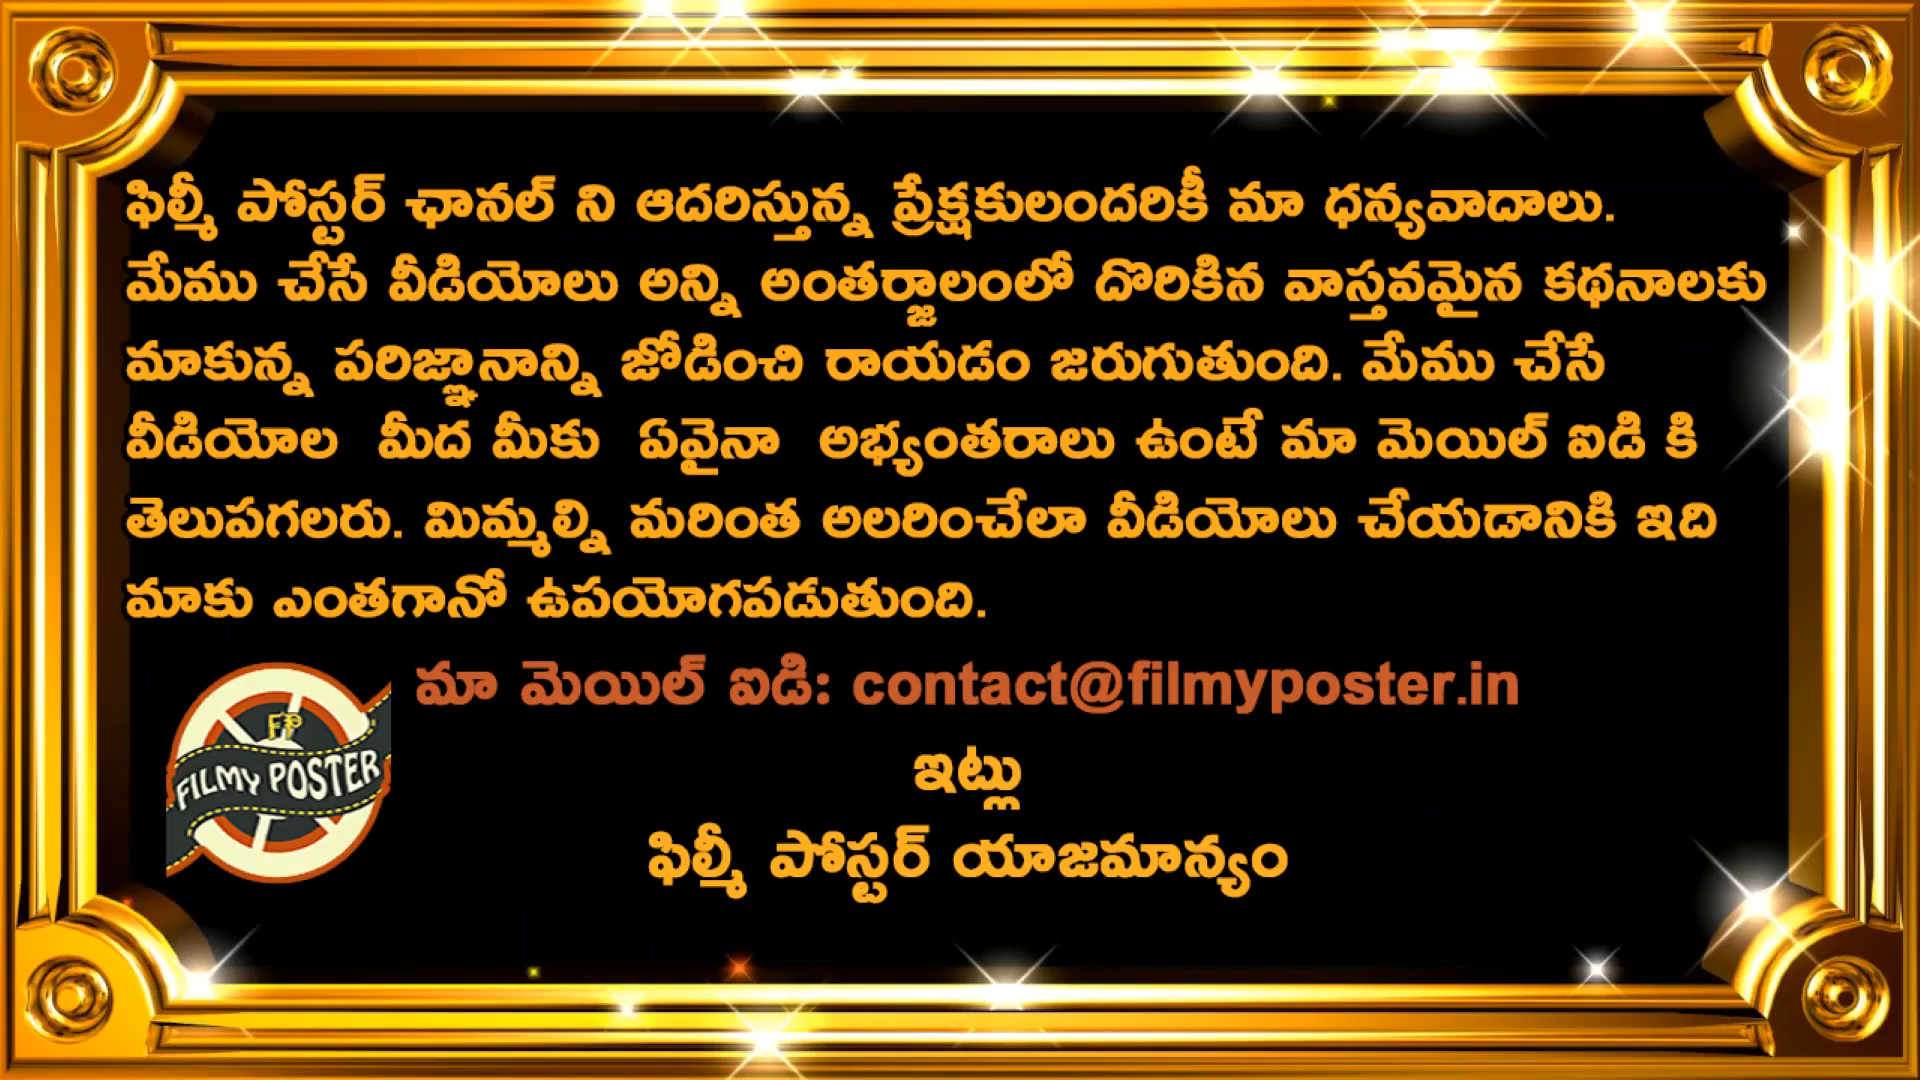 ఫిల్మీ పోస్టర్ ఛానల్ ని ఆదరిస్తున్న ప్రేక్షకులందరికీ మా ధన్యవాదాలు.
మేము చేసే వీడియోలు అన్ని అంతర్జాలంలో దొరికిన వాస్తవమైన కథనాలకు
మాకున్న పరిజ్ఞానాన్ని జోడించి రాయడం జరుగుతుంది. మేము చేసే
వీడియోల మీద మీకు ఏవైనా అభ్యంతరాలు ఉంటే మా మెయిల్ ఐడి కి
తెలుపగలరు. మిమ్మల్ని మరింత అలరించేలా వీడియోలు చేయడానికి ఇది
మాకు ఎంతగానో ఉపయోగపడుతుంది.
మా మెయిల్ ఐడి: contact@filmyposter.in
FP
FILMY POSTER
ఇట్లు
ఫిల్మీ పోస్టర్ యాజమాన్యం